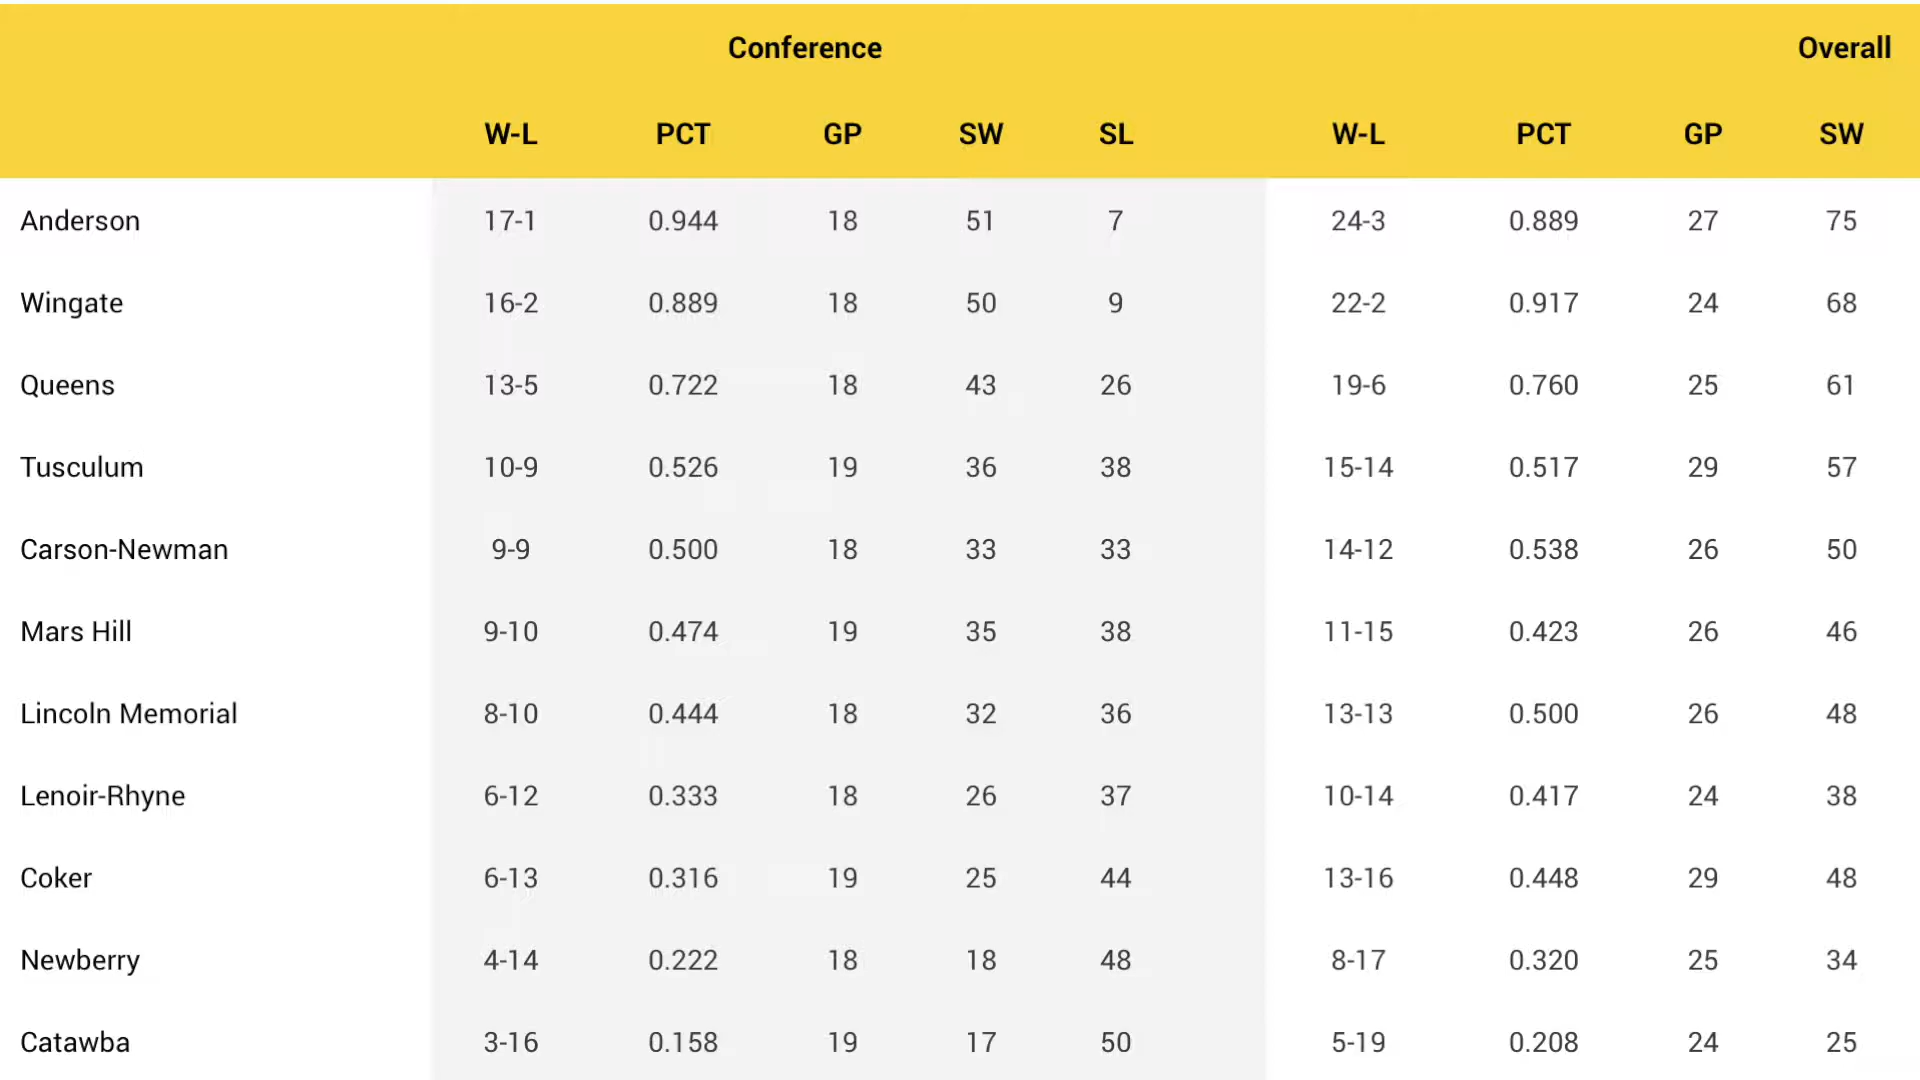 Conference Overall
W-L PCT GP SW SL W-L PCT GP SW
Anderson 17-1 0.944 18 51 7 24-3 0.889 27 75
Wingate 16-2 0.889 18 50 9 22-2 0.917 24 68
Queens 13-5 0.722 18 43 26 19-6 0.760 25 61
Tusculum 10-9 0.526 19 36 38 15-14 0.517 29 57
Carson-Newman 9-9 0.500 18 33 33 14-12 0.538 26 50
Mars Hill 9-10 0.474 19 35 38 11-15 0.423 26 46
Lincoln Memorial 8-10 0.444 18 32 36 13-13 0.500 26 48
Lenoir-Rhyne 6-12 0.333 18 26 37 10-14 0.417 24 38
Coker 6-13 0.316 19 25 44 13-16 0.448 29 48
Newberry 4-14 0.222 18 18 48 8-17 0.320 25 34
Catawba 3-16 0.158 19 17 50 5-19 0.208 24 25